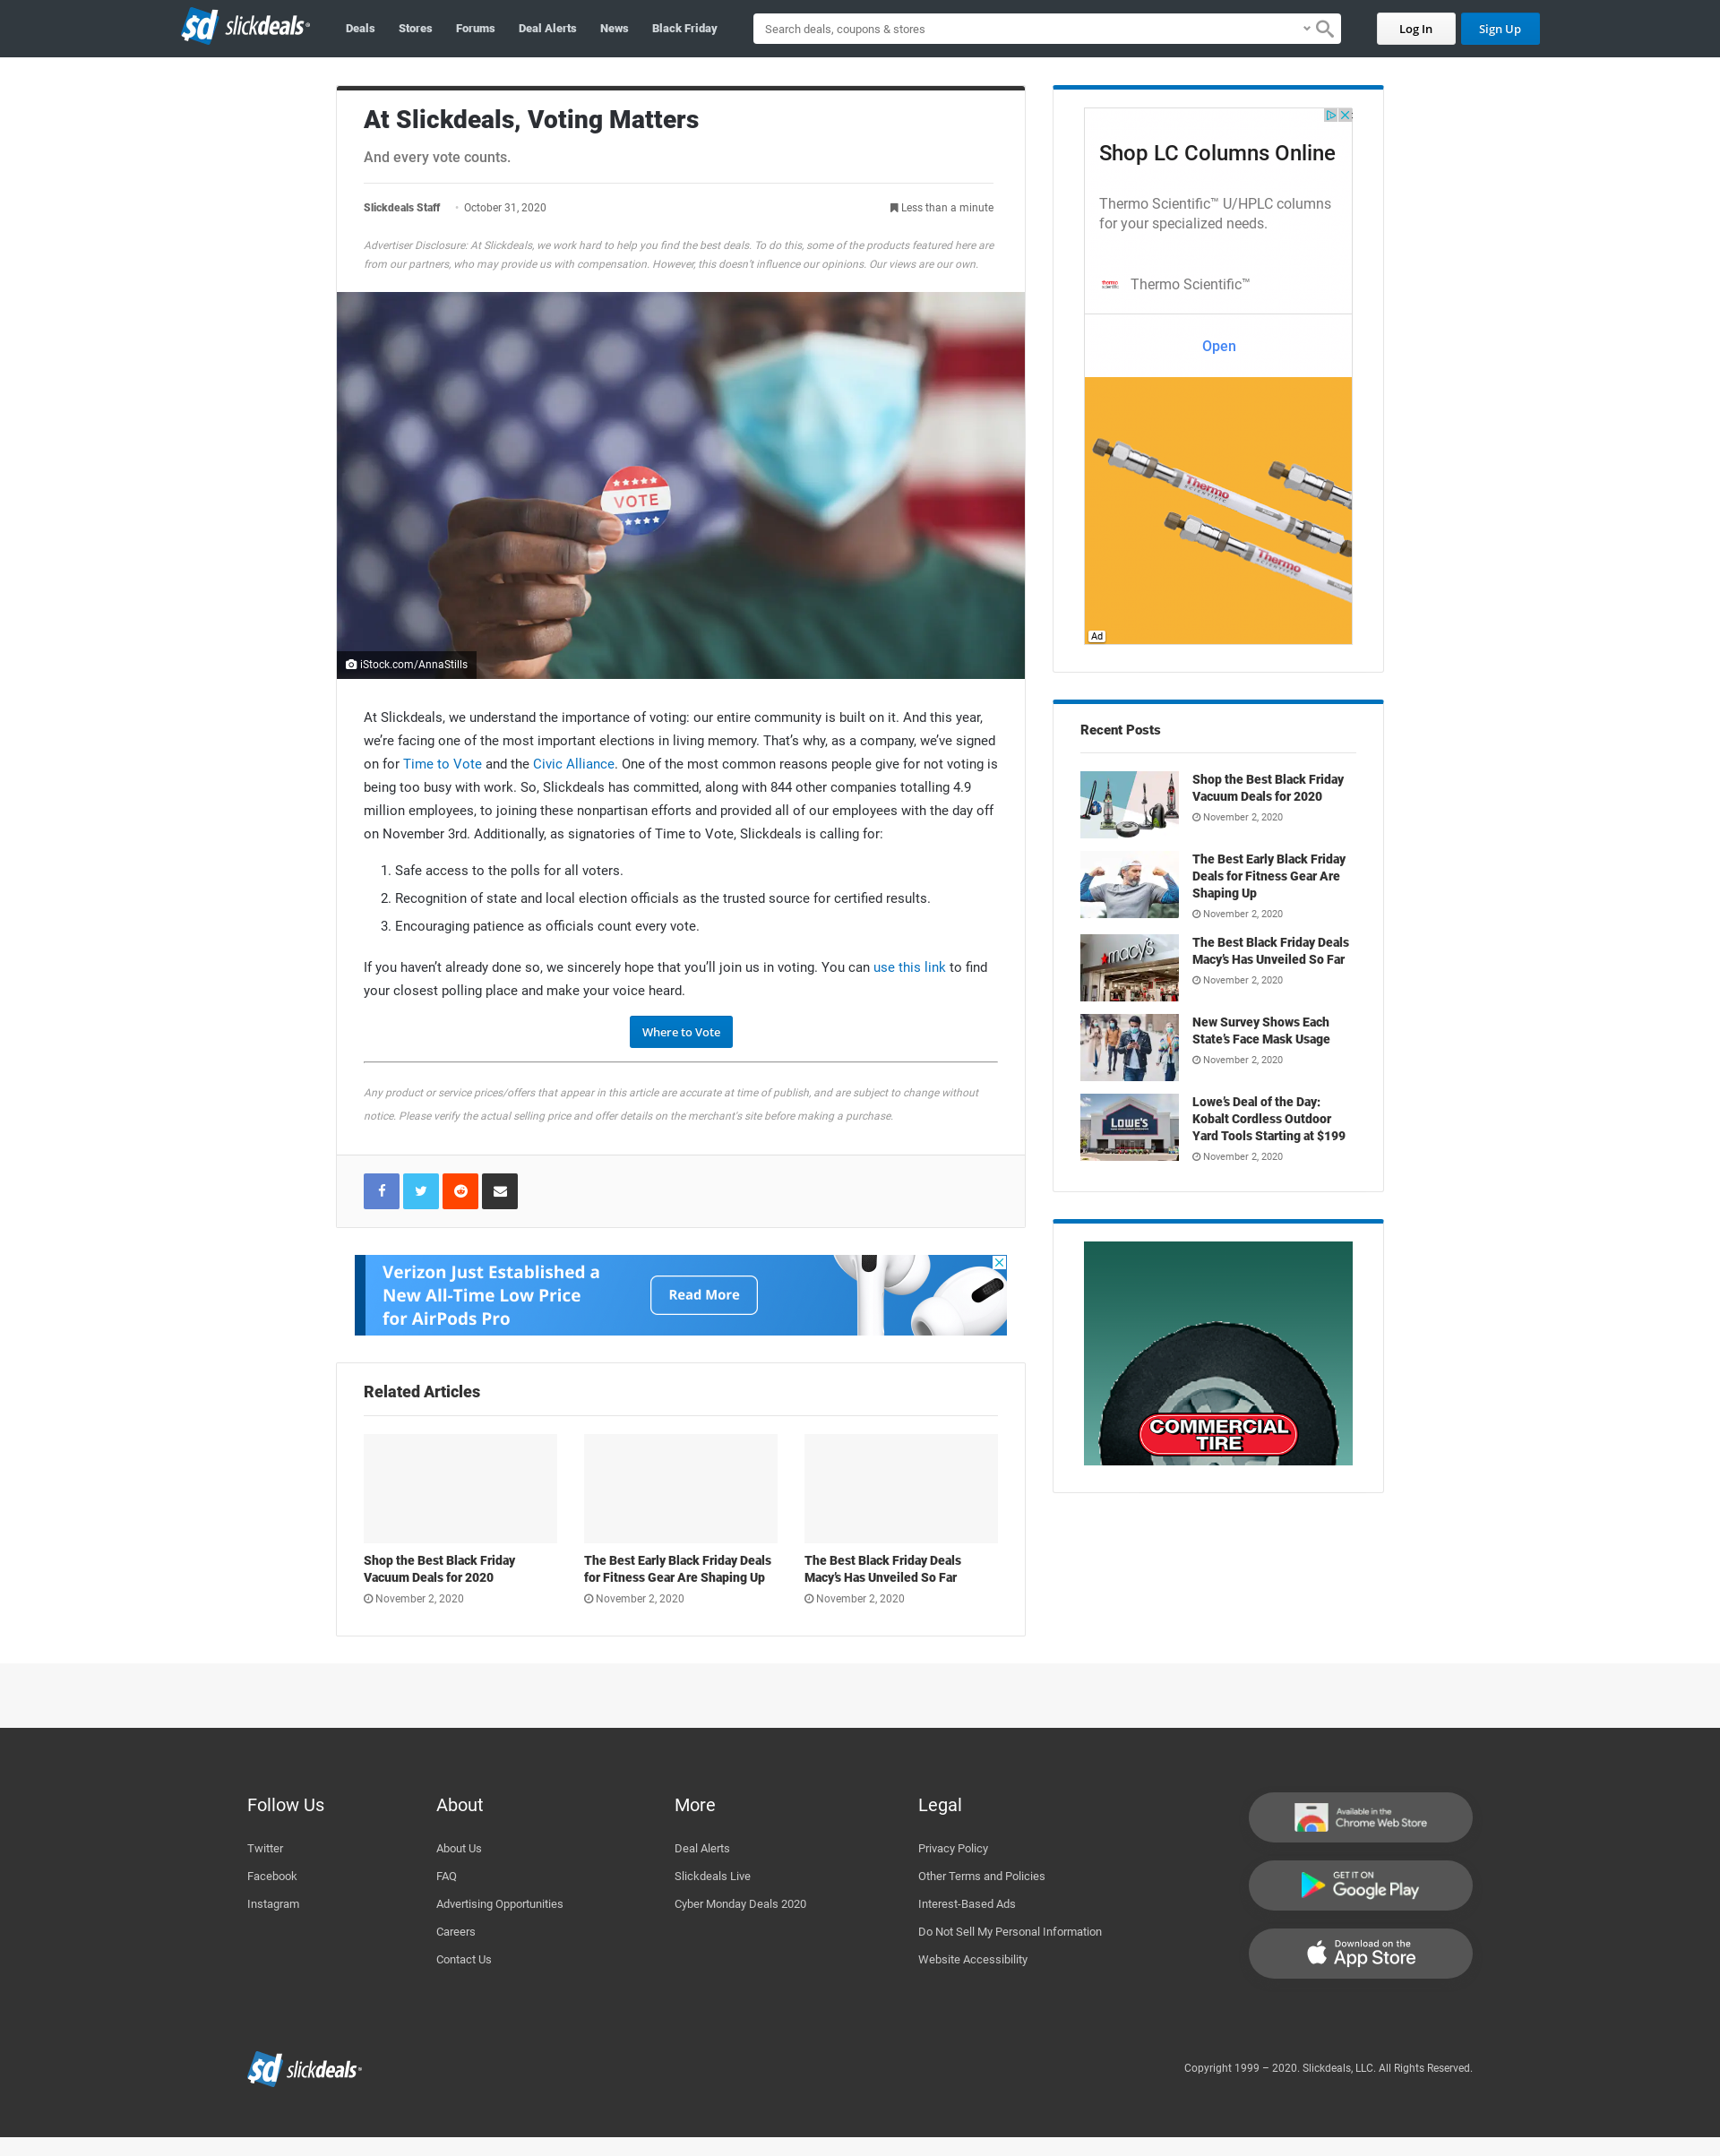 sd slickdeals
Deals Stores Forums Deal Alerts News Black Friday
Search deals, coupons & stores
Log In
Sign Up
At Slickdeals, Voting Matters
And every vote counts.
Slickdeals Staff • October 31, 2020
Less than a minute
Advertiser Disclosure: At Slickdeals, we work hard to help you find the best deals. To do this, some of the products featured here are
from our partners, who may provide us with compensation. However, this doesn't influence our opinions. Our views are our own.
VOTE
iStock.com/AnnaStills
At Slickdeals, we understand the importance of voting: our entire community is built on it. And this year,
we’re facing one of the most important elections in living memory. That’s why, as a company, we’ve signed
on for Time to Vote and the Civic Alliance. One of the most common reasons people give for not voting is
being too busy with work. So, Slickdeals has committed, along with 844 other companies totalling 4.9
million employees, to joining these nonpartisan efforts and provided all of our employees with the day off
on November 3rd. Additionally, as signatories of Time to Vote, Slickdeals is calling for:
1. Safe access to the polls for all voters.
2. Recognition of state and local election officials as the trusted source for certified results.
3. Encouraging patience as officials count every vote.
If you haven’t already done so, we sincerely hope that you’ll join us in voting. You can use this link to find
your closest polling place and make your voice heard.
Where to Vote
Any product or service prices/offers that appear in this article are accurate at time of publish, and are subject to change without
notice. Please verify the actual selling price and offer details on the merchant's site before making a purchase.
Verizon Just Established a
New All-Time Low Price
for AirPods Pro
Read More
Related Articles
Shop the Best Black Friday
Vacuum Deals for 2020
November 2, 2020
The Best Early Black Friday Deals
for Fitness Gear Are Shaping Up
November 2, 2020
The Best Black Friday Deals
Macy’s Has Unveiled So Far
November 2, 2020
Shop LC Columns Online
Thermo Scientific™ U/HPLC columns
for your specialized needs.
thermo
scientific
Thermo Scientific™
Open
Thermo
SCIENTIFIC
Thermo
SCIENTIFIC
Ad
Recent Posts
Shop the Best Black Friday
Vacuum Deals for 2020
November 2, 2020
The Best Early Black Friday
Deals for Fitness Gear Are
Shaping Up
November 2, 2020
macy's
The Best Black Friday Deals
Macy’s Has Unveiled So Far
November 2, 2020
New Survey Shows Each
State’s Face Mask Usage
November 2, 2020
LOWE'S
Lowe’s Deal of the Day:
Kobalt Cordless Outdoor
Yard Tools Starting at $199
November 2, 2020
COMMERCIAL
TIRE
Follow Us
Twitter
Facebook
Instagram
About
About Us
FAQ
Advertising Opportunities
Careers
Contact Us
More
Deal Alerts
Slickdeals Live
Cyber Monday Deals 2020
Legal
Privacy Policy
Other Terms and Policies
Interest-Based Ads
Do Not Sell My Personal Information
Website Accessibility
Available in the
Chrome Web Store
GET IT ON
Google Play
Download on the
App Store
sd slickdeals
Copyright 1999 – 2020. Slickdeals, LLC. All Rights Reserved.